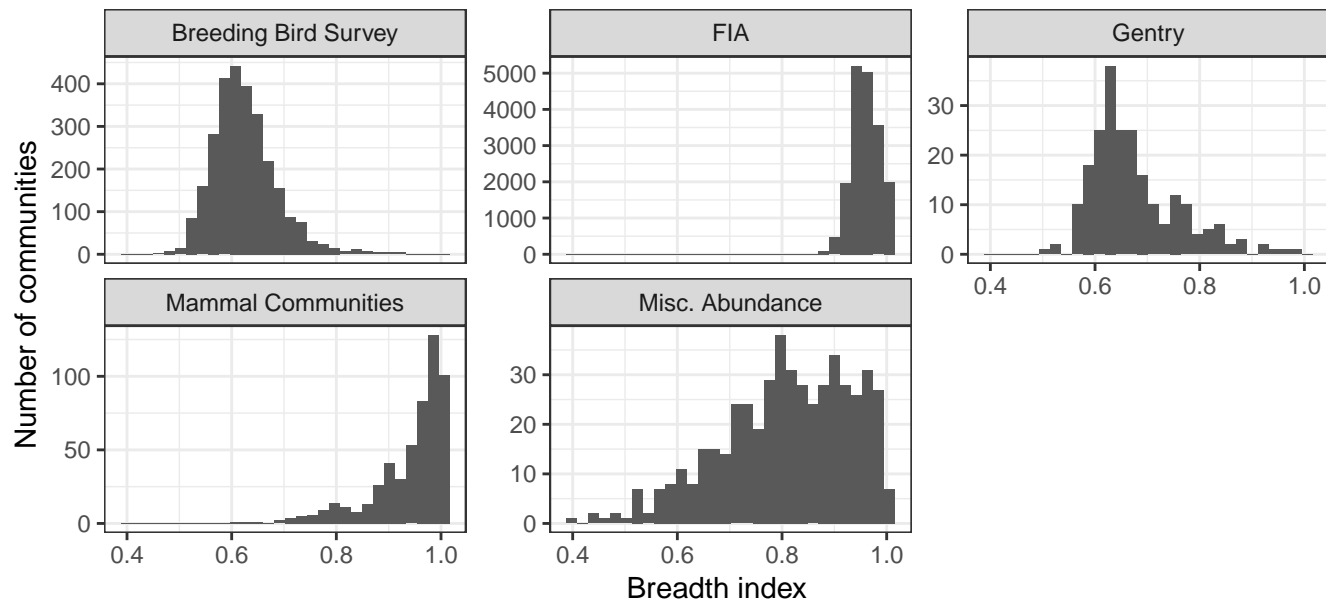 Breeding Bird Survey
FIA
Gentry
Number of communities
400
300
200
100
0
5000
4000
3000
2000
1000
0
30
20
10
0
0.4 0.6 0.8 1.0
Mammal Communities
Misc. Abundance
100
50
0
30
20
10
0
0.4 0.6 0.8 1.0
0.4 0.6 0.8 1.0
Breadth index